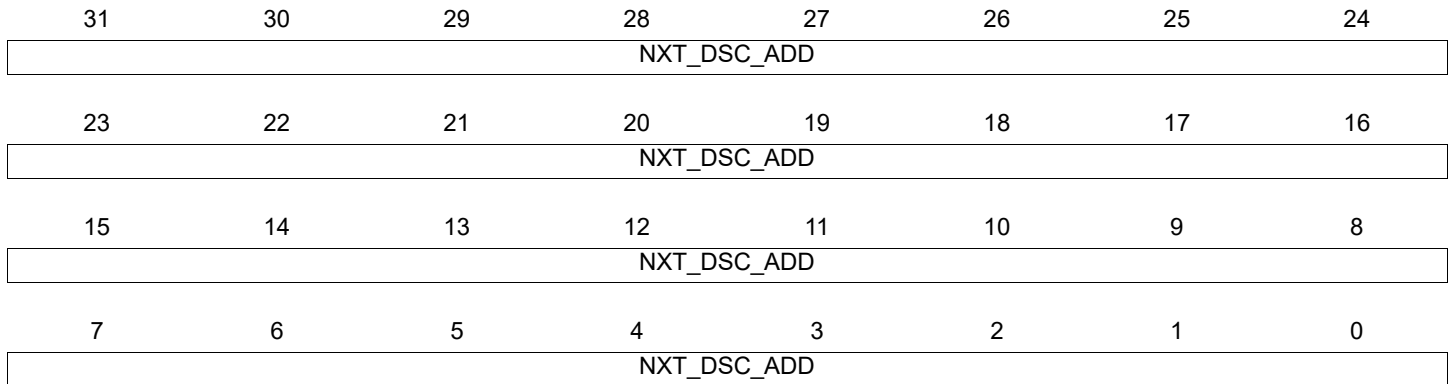 31 30 29 28 27 26 25 24
NXT_DSC_ADD
23 22 21 20 19 18 17 16
NXT_DSC_ADD
15 14 13 12 11 10 9 8
NXT_DSC_ADD
7 6 5 4 3 2 1 0
NXT_DSC_ADD